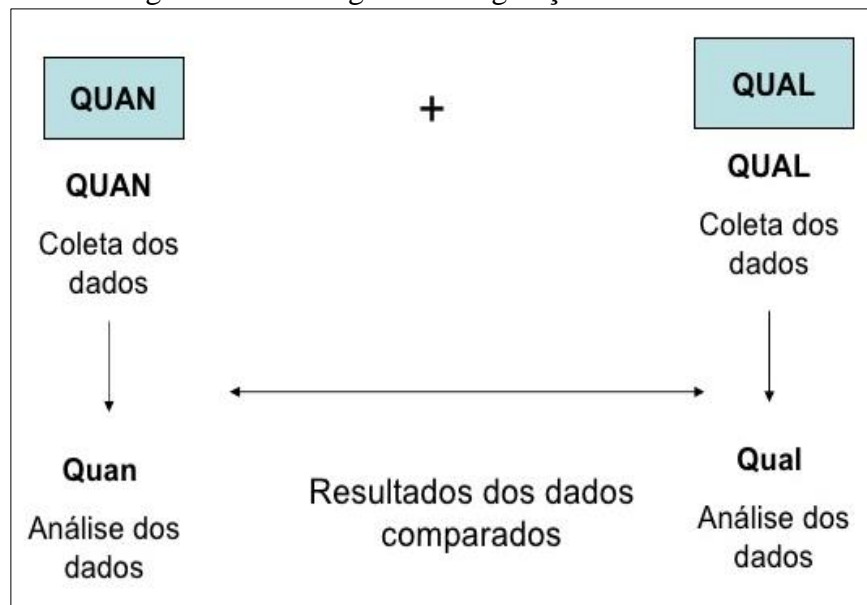 QUAN
+
QUAL
QUAN
Coleta dos
dados
QUAL
Coleta dos
dados
Quan
Análise dos
dados
Resultados dos dados
comparados
Qual
Análise dos
dados